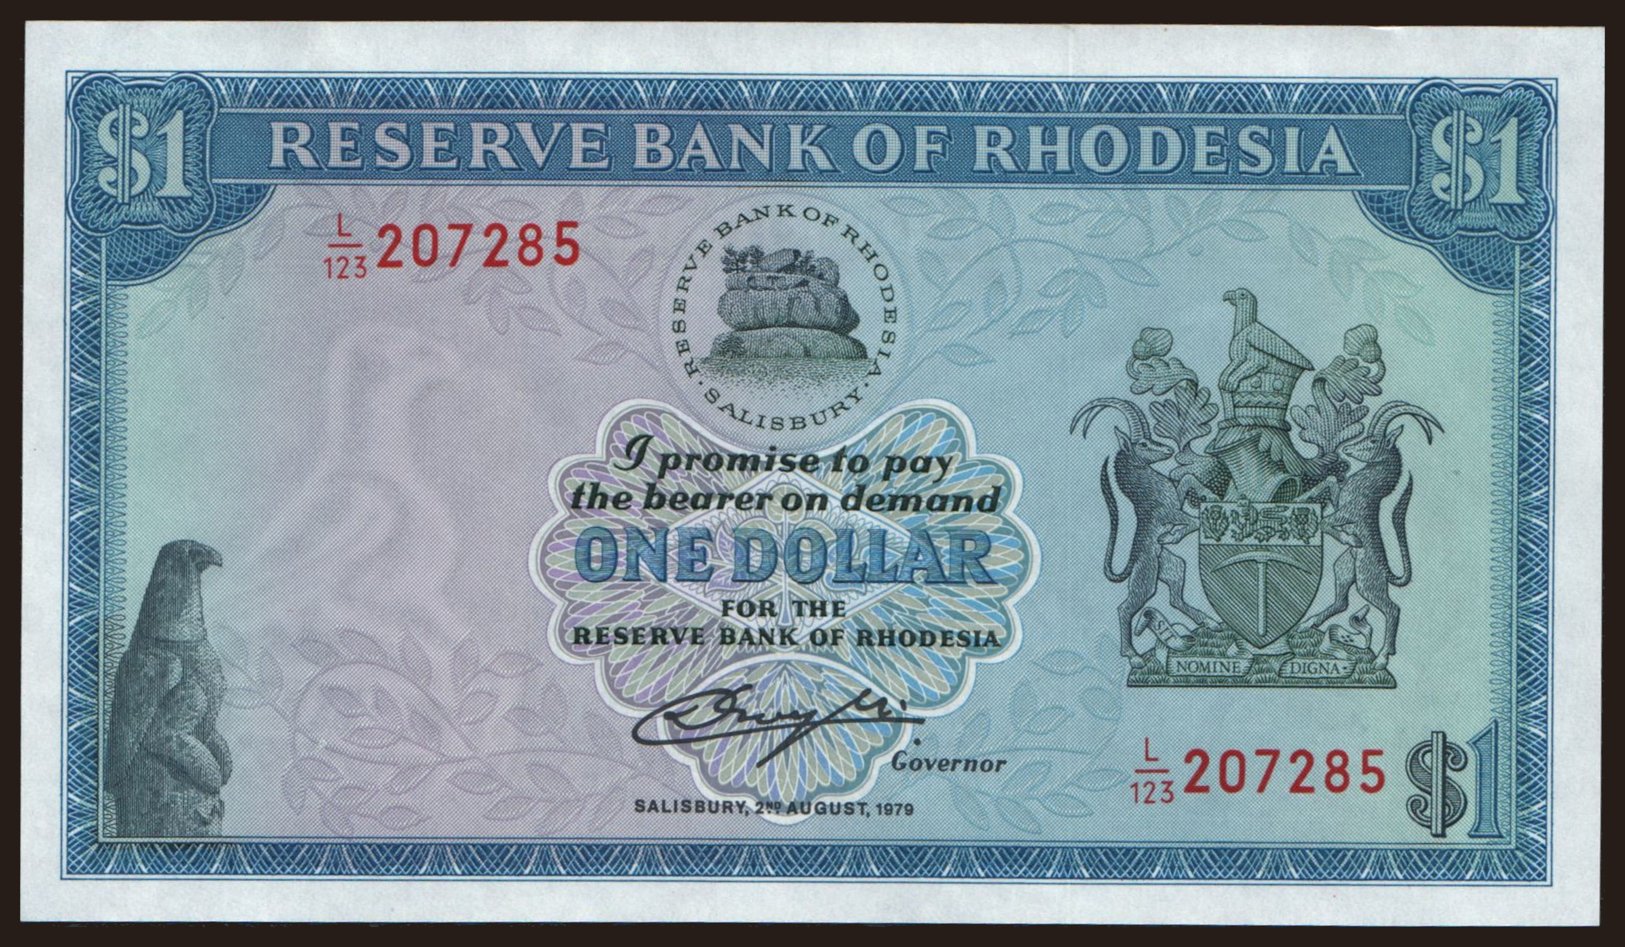 $1 RESERVE BANK OF RHODESIA $1
L/123 207285
RESERVE BANK OF RHODESIA
· SALISBURY ·
I promise to pay
the bearer on demand
ONE DOLLAR
FOR THE
RESERVE BANK OF RHODESIA
NOMINE DIGNA
Governor
L/123 207285 $1
SALISBURY, 2ND AUGUST, 1979